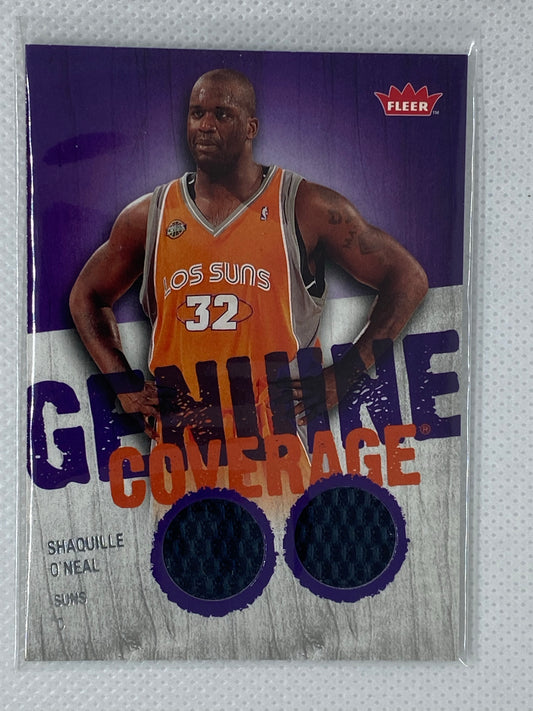 FLEER
LOS SUNS
32
GENUINE
COVERAGE®
SHAQUILLE
O'NEAL
SUNS
C